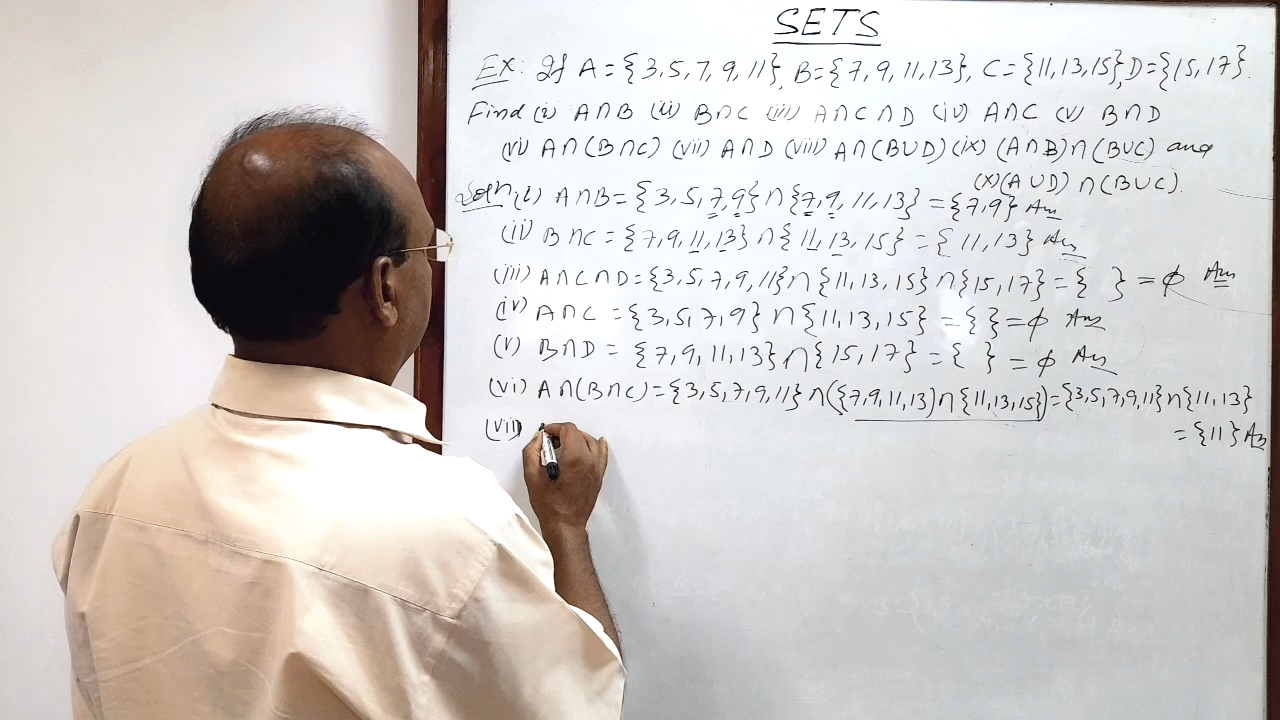 SETS
Ex: If A = {3, 5, 7, 9, 11}, B = {7, 9, 11, 13}, C = {11, 13, 15}, D = {15, 17}.
Find (i) A∩B (ii) B∩C (iii) A∩C∩D (iv) A∩C (v) B∩D
(vi) A∩(B∩C) (vii) A∩D (viii) A∩(B∪D) (ix) (A∩B)∩(B∪C) and
(x) (A∪D)∩(B∪C).
Soln (i) A∩B = {3, 5, 7, 9} ∩ {7, 9, 11, 13} = {7, 9} Ans
(ii) B∩C = {7, 9, 11, 13} ∩ {11, 13, 15} = {11, 13} Ans
(iii) A∩C∩D = {3, 5, 7, 9, 11} ∩ {11, 13, 15} ∩ {15, 17} = { } = ϕ Ans
(iv) A∩C = {3, 5, 7, 9} ∩ {11, 13, 15} = { } = ϕ Ans
(v) B∩D = {7, 9, 11, 13} ∩ {15, 17} = { } = ϕ Ans
(vi) A∩(B∩C) = {3, 5, 7, 9, 11} ∩ ({7, 9, 11, 13) ∩ {11, 13, 15}) = {3, 5, 7, 9, 11} ∩ {11, 13}
= {11} Ans
(vii)